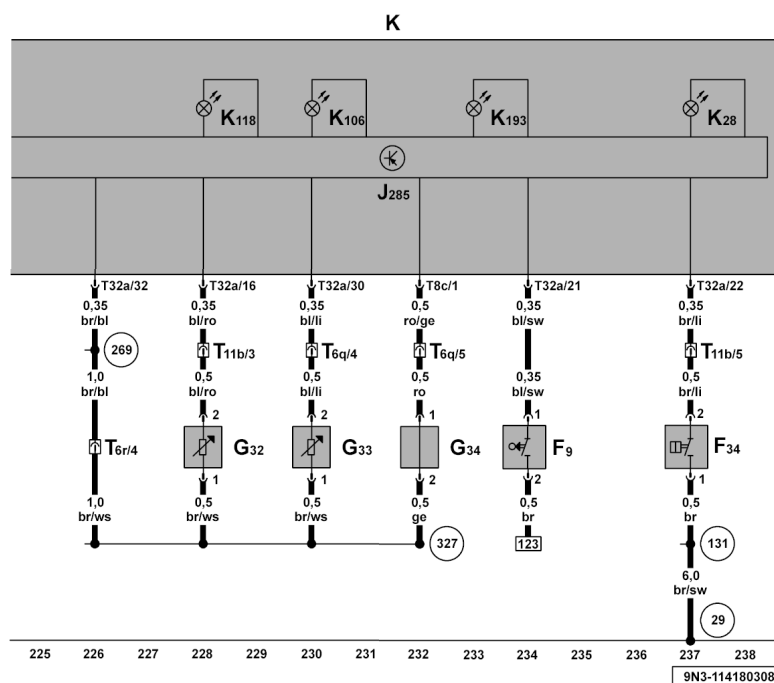 K
K118 K106 K193 K28
J285
T32a/32 T32a/16 T32a/30 T8c/1 T32a/21 T32a/22
0,35 0,35 0,35 0,5 0,35 0,35
br/bl bl/ro bl/li ro/ge bl/sw br/li
269 T11b/3 T6q/4 T6q/5 T11b/5
1,0 0,5 0,5 0,5 0,35 0,5
br/bl bl/ro bl/li ro bl/sw br/li
2 2 1 1 2
T6r/4 G32 G33 G34 F9 F34
1 1 2 2 1
1,0 0,5 0,5 0,5 0,5 0,5
br/ws br/ws br/ws ge br br
327 123 131
6,0
br/sw
29
225 226 227 228 229 230 231 232 233 234 235 236 237 238
9N3-114180308